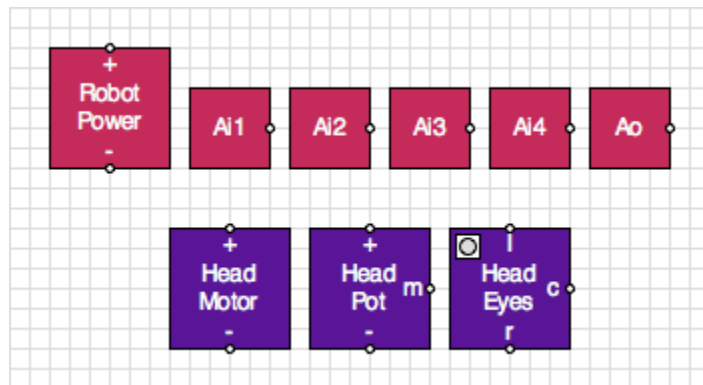 +
Robot
Power
-
Ai1
Ai2
Ai3
Ai4
Ao
+
Head
Motor
-
+
Head
Pot
m
-
l
Head
Eyes
c
r